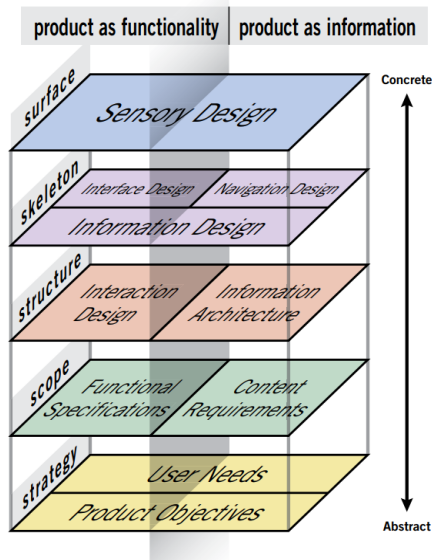 product as functionality
product as information
Concrete
surface
Sensory Design
skeleton
Interface Design
Navigation Design
Information Design
structure
Interaction
Design
Information
Architecture
scope
Functional
Specifications
Content
Requirements
strategy
User Needs
Product Objectives
Abstract